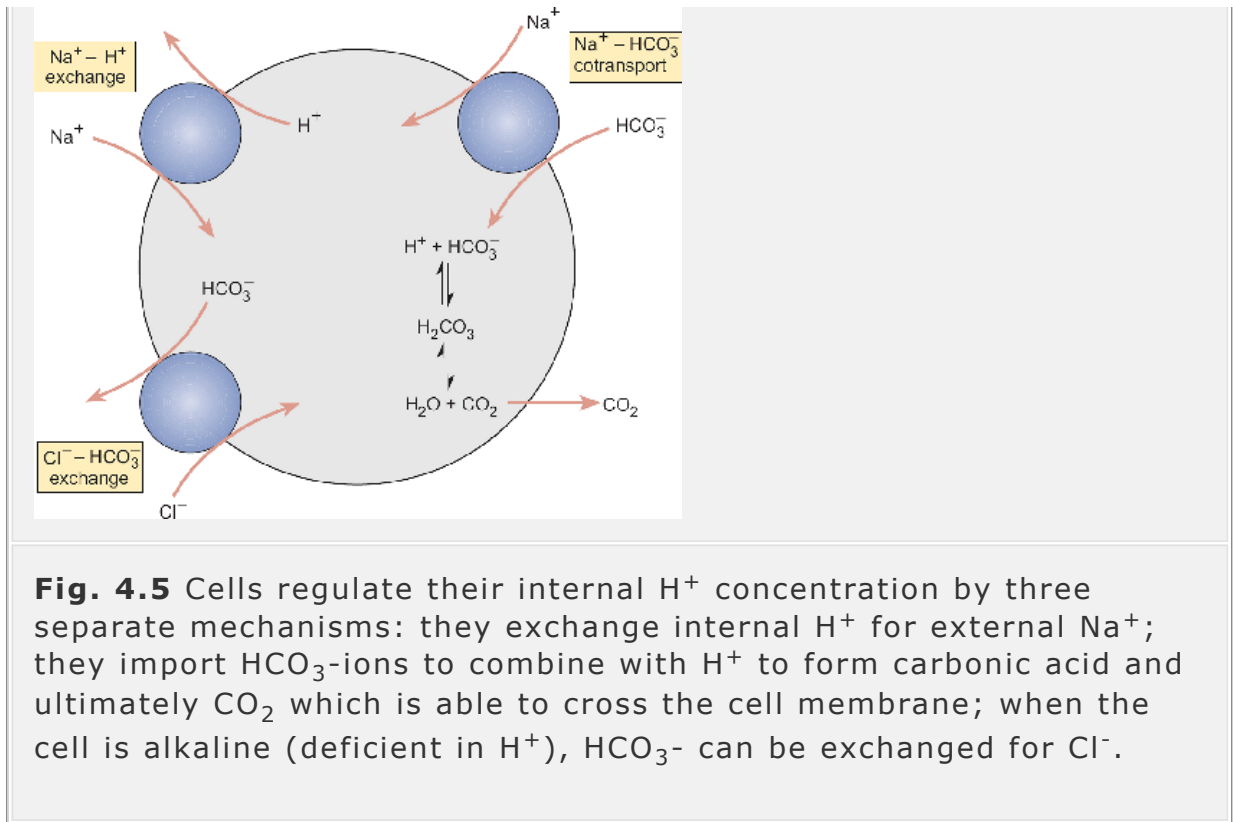 Na⁺
Na⁺ – H⁺
exchange
Na⁺ – HCO₃⁻
cotransport
H⁺
HCO₃⁻
Na⁺
H⁺ + HCO₃⁻
HCO₃⁻
H₂CO₃
H₂O + CO₂
CO₂
Cl⁻ – HCO₃⁻
exchange
Cl⁻
Fig. 4.5 Cells regulate their internal H⁺ concentration by three
separate mechanisms: they exchange internal H⁺ for external Na⁺;
they import HCO₃-ions to combine with H⁺ to form carbonic acid and
ultimately CO₂ which is able to cross the cell membrane; when the
cell is alkaline (deficient in H⁺), HCO₃- can be exchanged for Cl⁻.